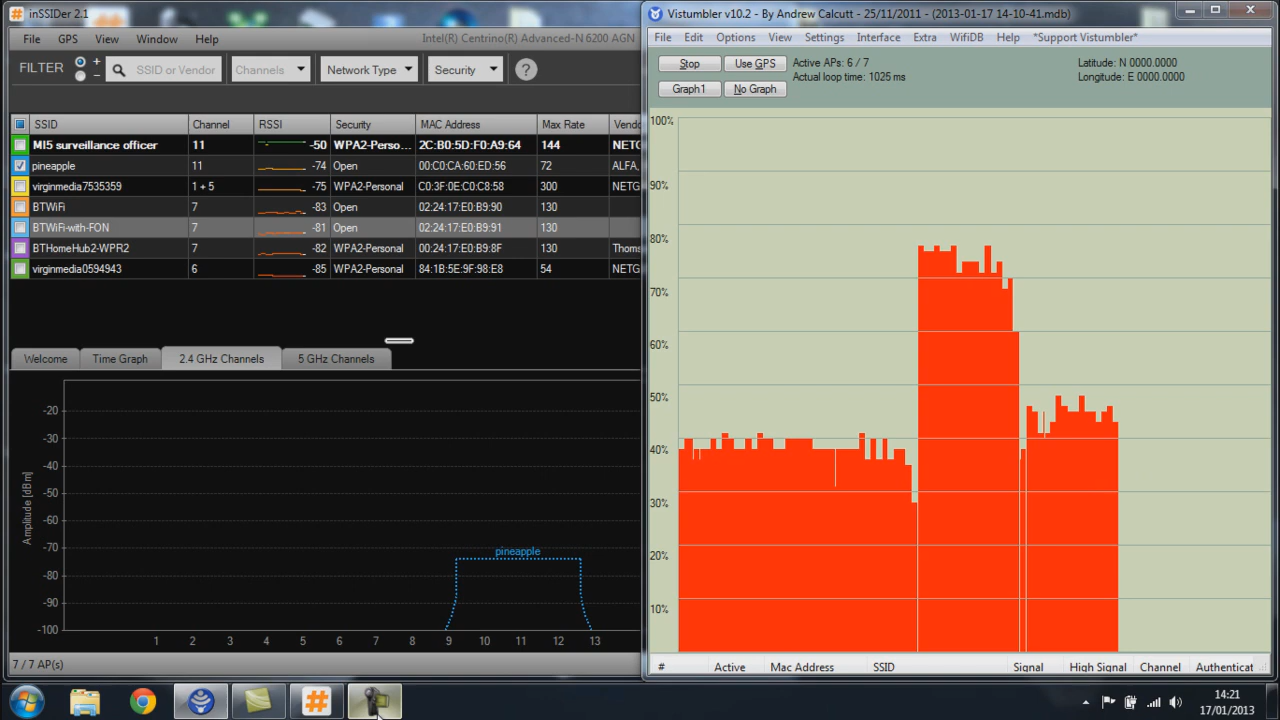 inSSIDer 2.1
File GPS View Window Help Intel(R) Centrino(R) Advanced-N 6200 AGN
FILTER + − SSID or Vendor Channels Network Type Security ?
SSID Channel RSSI Security MAC Address Max Rate Vend
MI5 surveillance officer 11 -50 WPA2-Perso... 2C:B0:5D:F0:A9:64 144 NETG
pineapple 11 -74 Open 00:C0:CA:60:ED:56 72 ALFA,
virginmedia7535359 1 + 5 -75 WPA2-Personal C0:3F:0E:C0:C8:58 300 NETG
BTWiFi 7 -83 Open 02:24:17:E0:B9:90 130
BTWiFi-with-FON 7 -81 Open 02:24:17:E0:B9:91 130
BTHomeHub2-WPR2 7 -82 WPA2-Personal 00:24:17:E0:B9:8F 130 Thoms
virginmedia0594943 6 -85 WPA2-Personal 84:1B:5E:9F:98:E8 54 NETG
Welcome Time Graph 2.4 GHz Channels 5 GHz Channels
Amplitude [dBm]
-20
-30
-40
-50
-60
-70
-80
-90
-100
pineapple
1 2 3 4 5 6 7 8 9 10 11 12 13
7 / 7 AP(s)
Vistumbler v10.2 - By Andrew Calcutt - 25/11/2011 - (2013-01-17 14-10-41.mdb)
File Edit Options View Settings Interface Extra WifiDB Help *Support Vistumbler*
Stop Use GPS Active APs: 6 / 7 Latitude: N 0000.0000
Actual loop time: 1025 ms Longitude: E 0000.0000
Graph1 No Graph
100%
90%
80%
70%
60%
50%
40%
30%
20%
10%
# Active Mac Address SSID Signal High Signal Channel Authenticat
14:21
17/01/2013